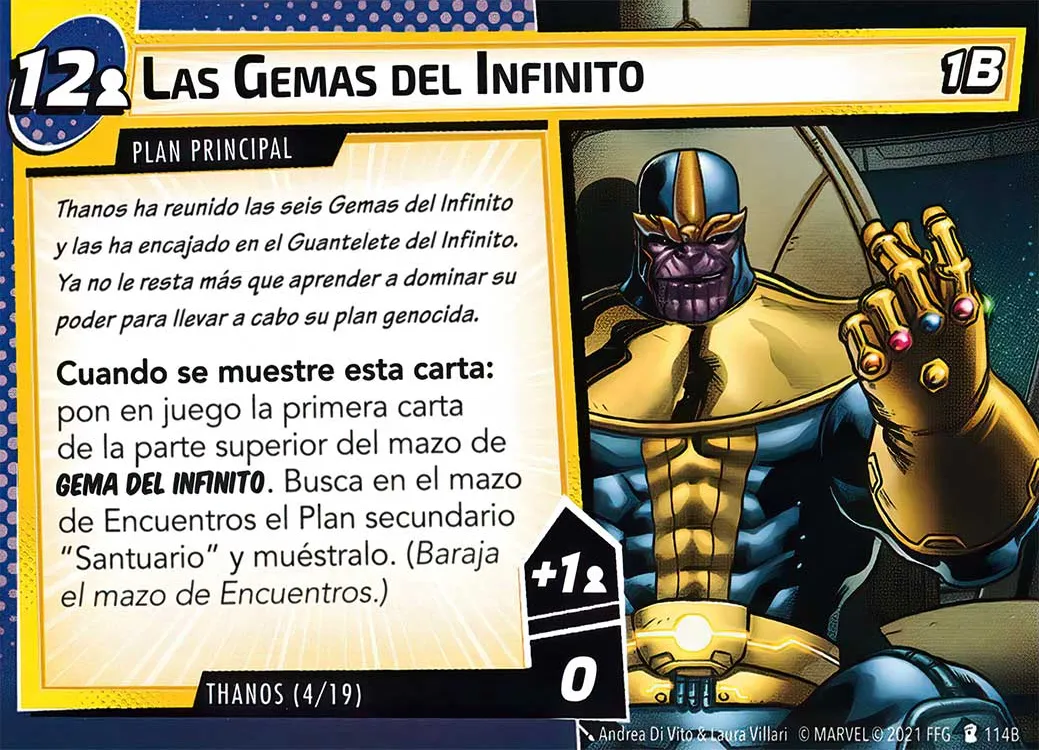 12
LAS GEMAS DEL INFINITO
1B
PLAN PRINCIPAL
Thanos ha reunido las seis Gemas del Infinito
y las ha encajado en el Guantelete del Infinito.
Ya no le resta más que aprender a dominar su
poder para llevar a cabo su plan genocida.
Cuando se muestre esta carta:
pon en juego la primera carta
de la parte superior del mazo de
GEMA DEL INFINITO. Busca en el mazo
de Encuentros el Plan secundario
"Santuario" y muéstralo. (Baraja
el mazo de Encuentros.)
+1
0
THANOS (4/19)
Andrea Di Vito & Laura Villari © MARVEL © 2021 FFG 114B